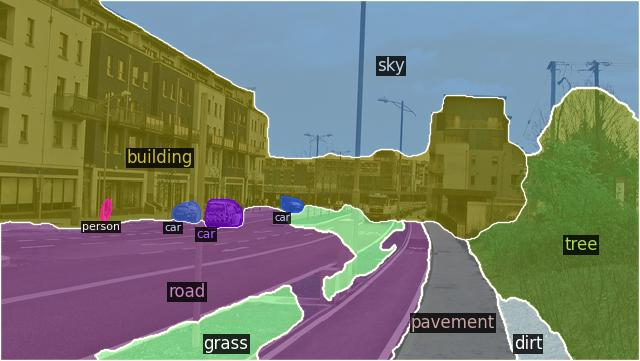 sky
building
person
car
car
car
tree
road
pavement
grass
dirt